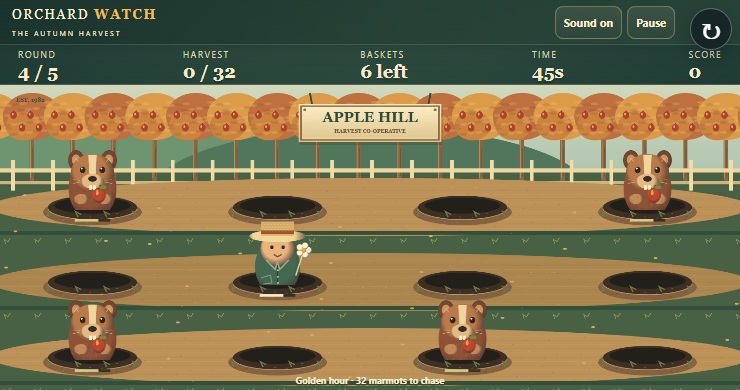 ORCHARD WATCH
THE AUTUMN HARVEST
Sound on
Pause
ROUND
4 / 5
HARVEST
0 / 32
BASKETS
6 left
TIME
45s
SCORE
0
EST. 1982
APPLE HILL
HARVEST CO-OPERATIVE
Golden hour · 32 marmots to chase